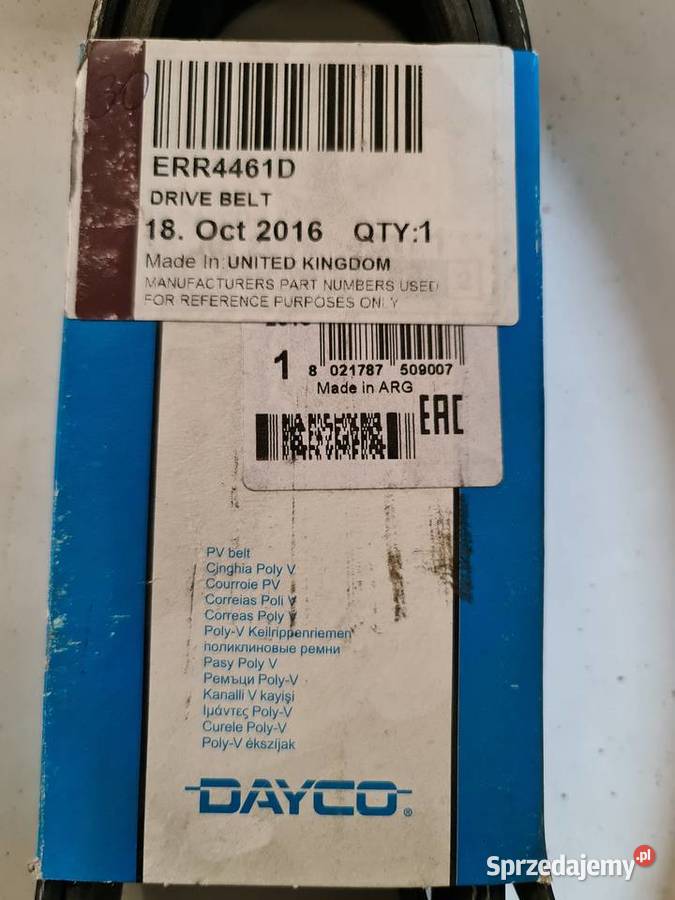 30
ERR4461D
DRIVE BELT
18. Oct 2016 QTY:1
Made In:UNITED KINGDOM
MANUFACTURERS PART NUMBERS USED
FOR REFERENCE PURPOSES ONLY
1
8 021787 509007
Made in ARG
EAC
PV belt
Cinghia Poly V
Courroie PV
Correias Poli V
Correas Poly V
Poly-V Keilrippenriemen
поликлиновые ремни
Pasy Poly V
Ремъци Poly-V
Kanalli V kayişi
Ιμάντες Poly-V
Curele Poly-V
Poly-V ékszíjak
DAYCO®
Sprzedajemy.pl